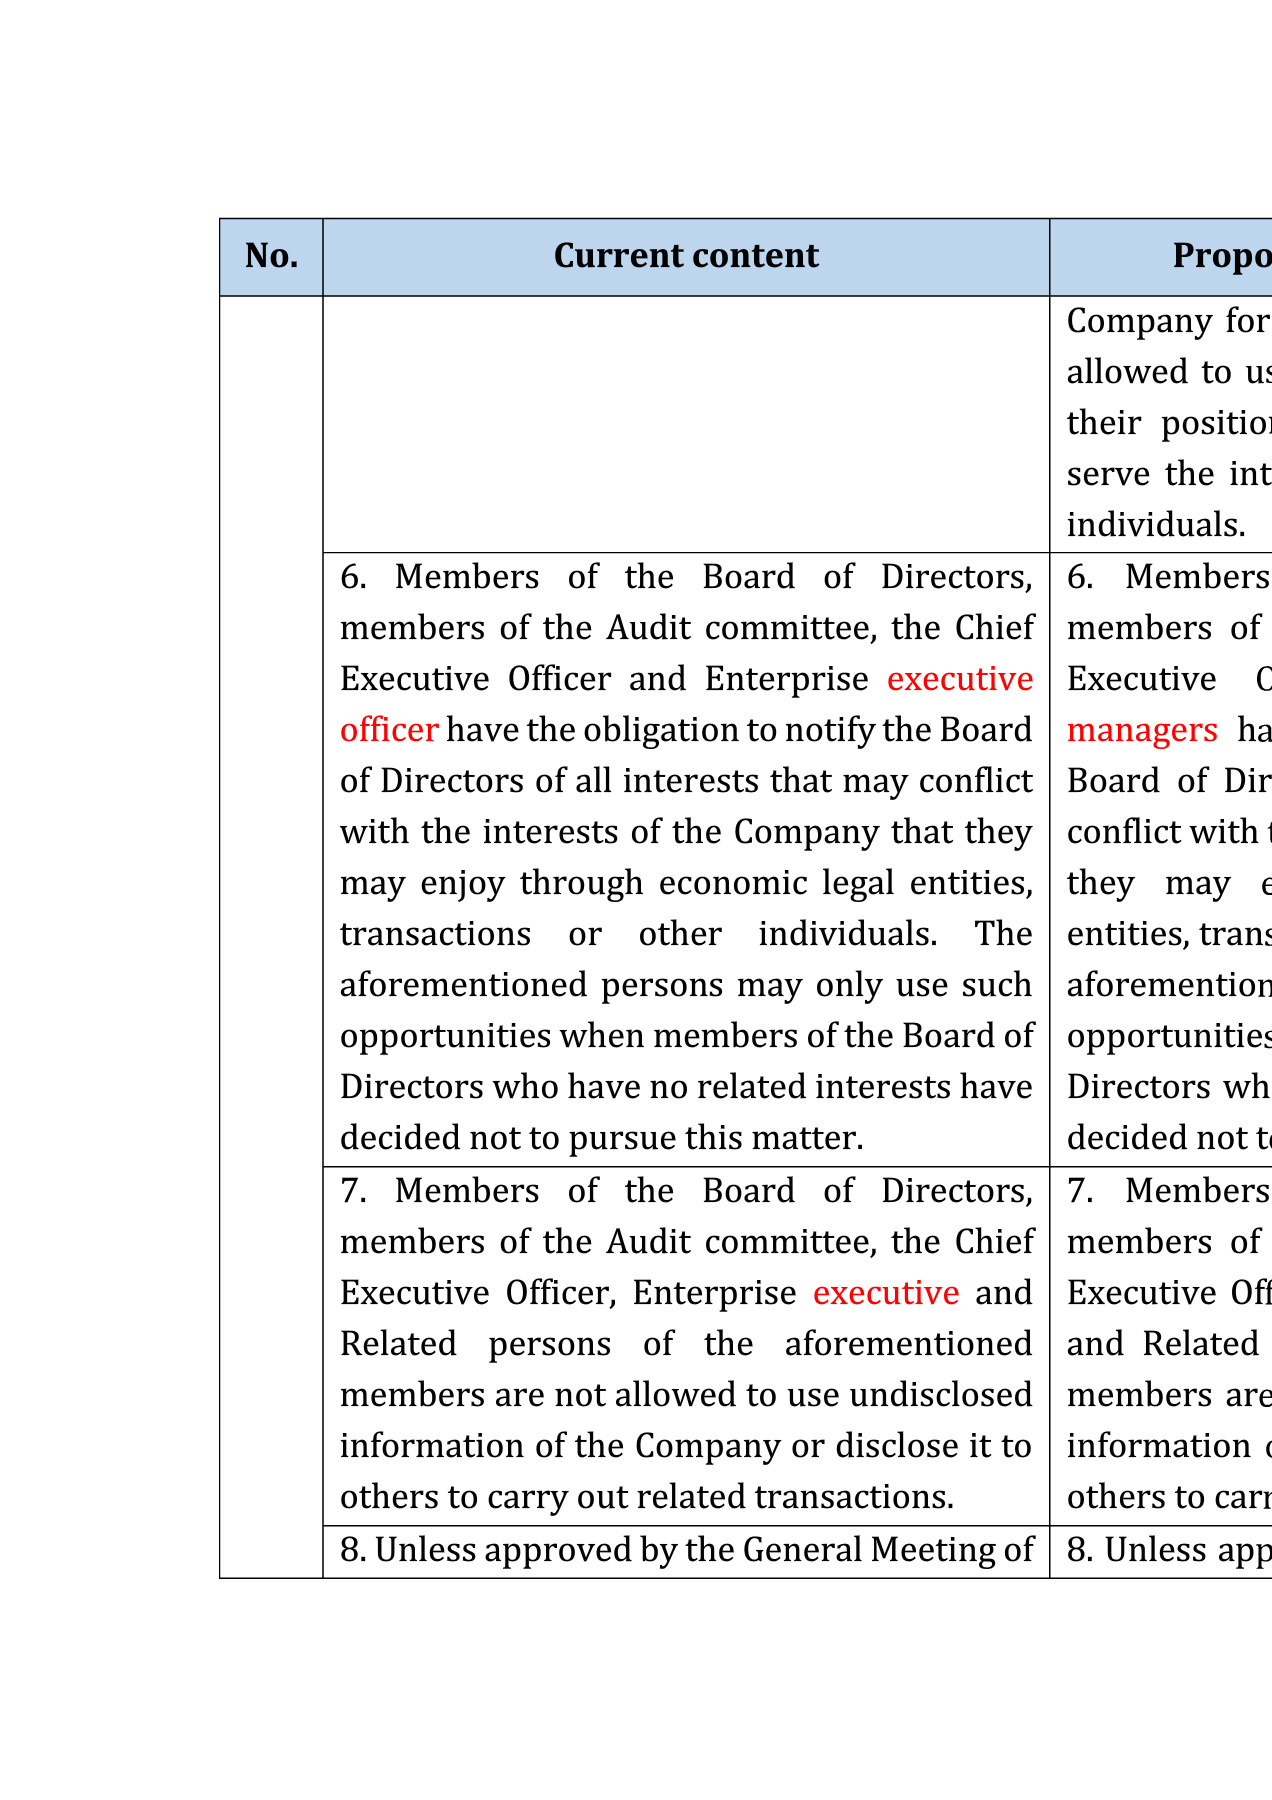 No.
Current content
Propo
Company for
allowed to us
their position
serve the int
individuals.
6. Members of the Board of Directors,
members of the Audit committee, the Chief
Executive Officer and Enterprise executive
officer have the obligation to notify the Board
of Directors of all interests that may conflict
with the interests of the Company that they
may enjoy through economic legal entities,
transactions or other individuals. The
aforementioned persons may only use such
opportunities when members of the Board of
Directors who have no related interests have
decided not to pursue this matter.
6. Members
members of
Executive O
managers ha
Board of Dir
conflict with t
they may e
entities, trans
aforemention
opportunities
Directors wh
decided not to
7. Members of the Board of Directors,
members of the Audit committee, the Chief
Executive Officer, Enterprise executive and
Related persons of the aforementioned
members are not allowed to use undisclosed
information of the Company or disclose it to
others to carry out related transactions.
7. Members
members of
Executive Off
and Related
members are
information o
others to carr
8. Unless approved by the General Meeting of
8. Unless app